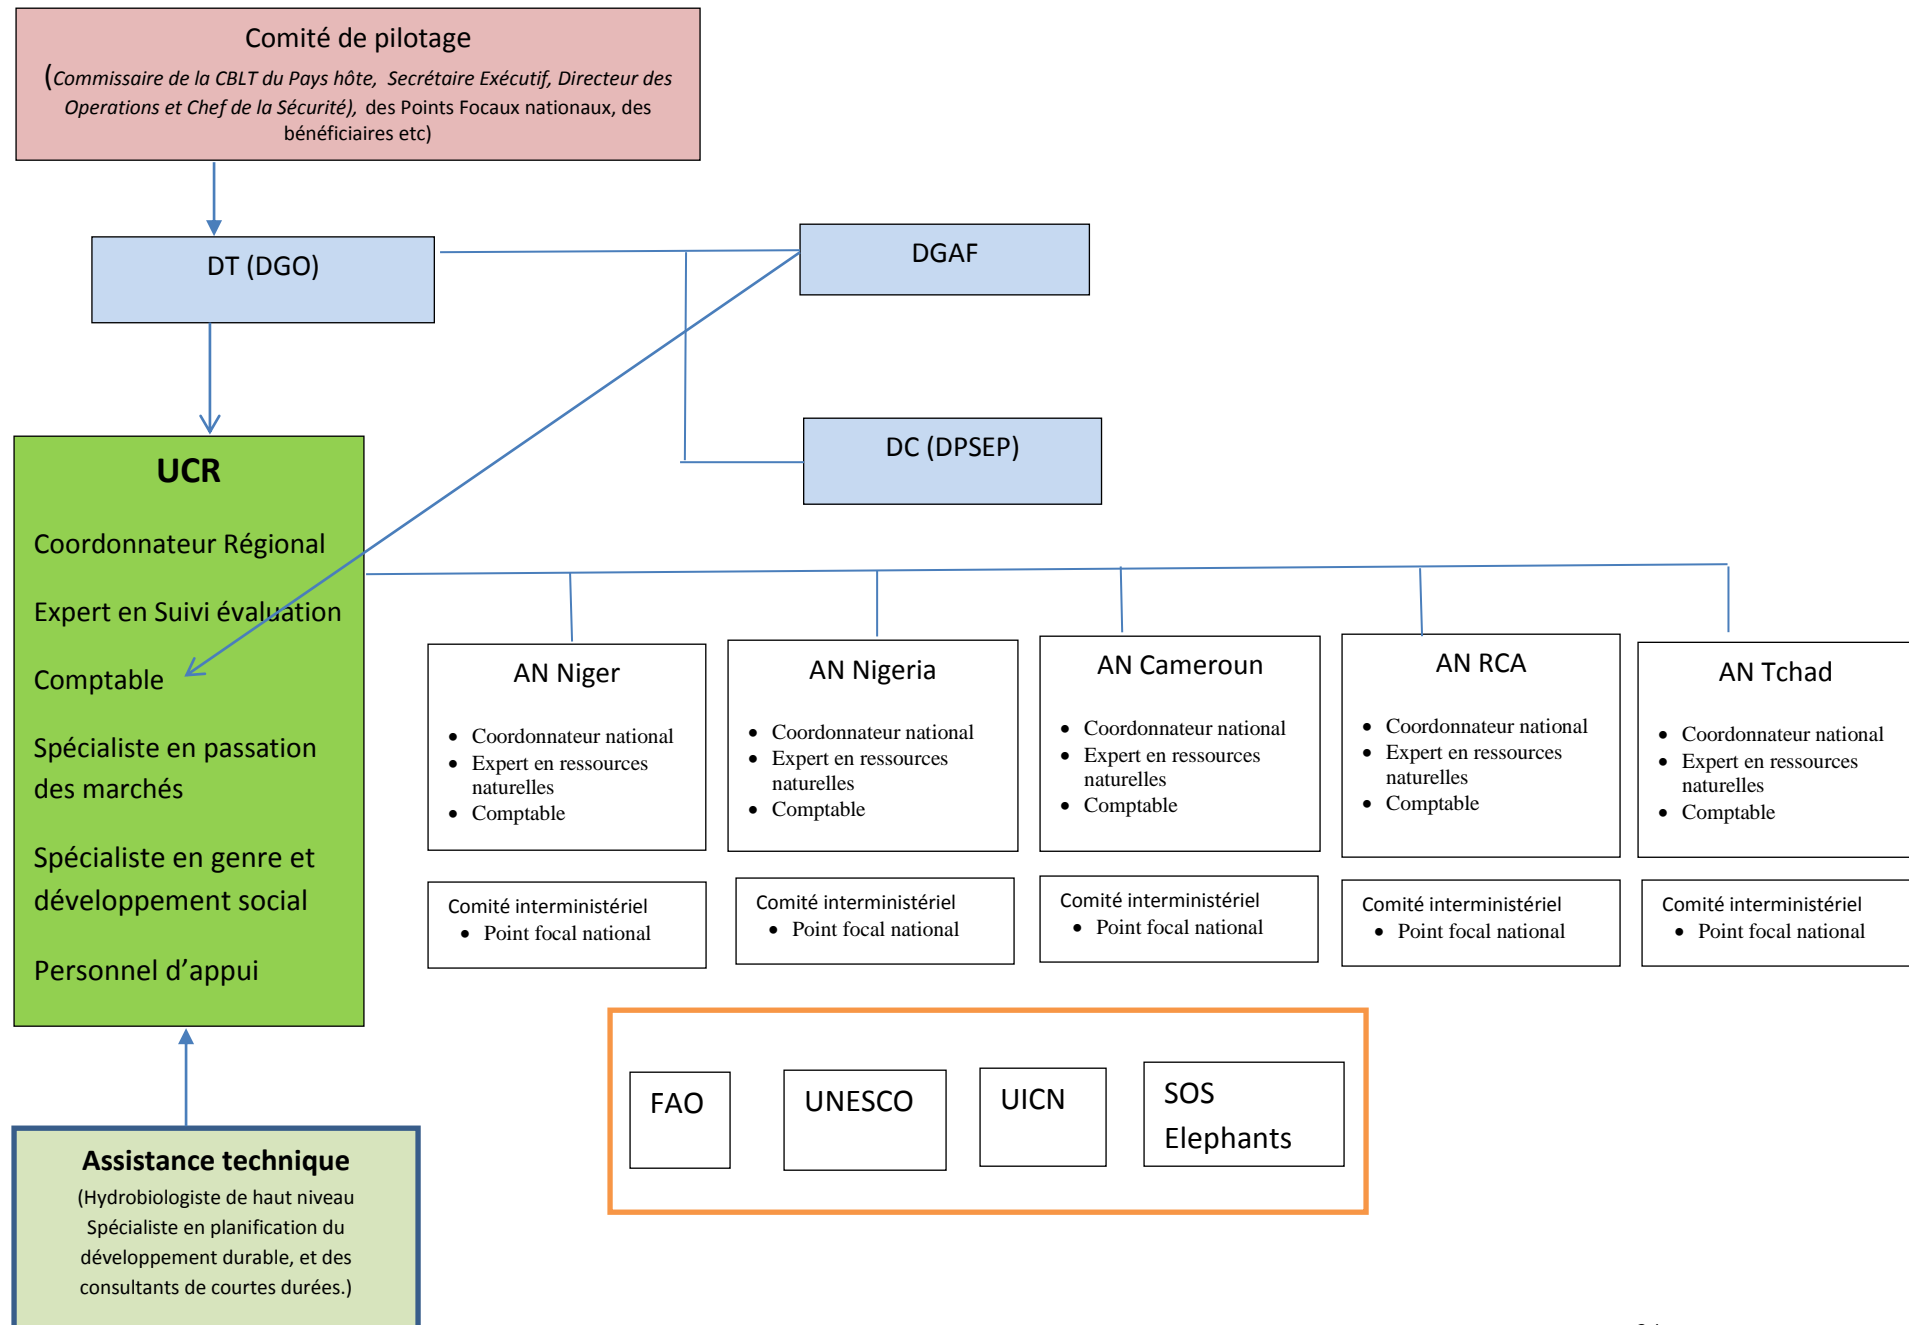 Comité de pilotage
(Commissaire de la CBLT du Pays hôte, Secrétaire Exécutif, Directeur des
Operations et Chef de la Sécurité), des Points Focaux nationaux, des
bénéficiaires etc)
DT (DGO)
DGAF
DC (DPSEP)
UCR
Coordonnateur Régional
Expert en Suivi évaluation
Comptable
Spécialiste en passation
des marchés
Spécialiste en genre et
développement social
Personnel d’appui
AN Niger
• Coordonnateur national
• Expert en ressources
naturelles
• Comptable
AN Nigeria
• Coordonnateur national
• Expert en ressources
naturelles
• Comptable
AN Cameroun
• Coordonnateur national
• Expert en ressources
naturelles
• Comptable
AN RCA
• Coordonnateur national
• Expert en ressources
naturelles
• Comptable
AN Tchad
• Coordonnateur national
• Expert en ressources
naturelles
• Comptable
Comité interministériel
• Point focal national
Comité interministériel
• Point focal national
Comité interministériel
• Point focal national
Comité interministériel
• Point focal national
Comité interministériel
• Point focal national
FAO
UNESCO
UICN
SOS
Elephants
Assistance technique
(Hydrobiologiste de haut niveau
Spécialiste en planification du
développement durable, et des
consultants de courtes durées.)